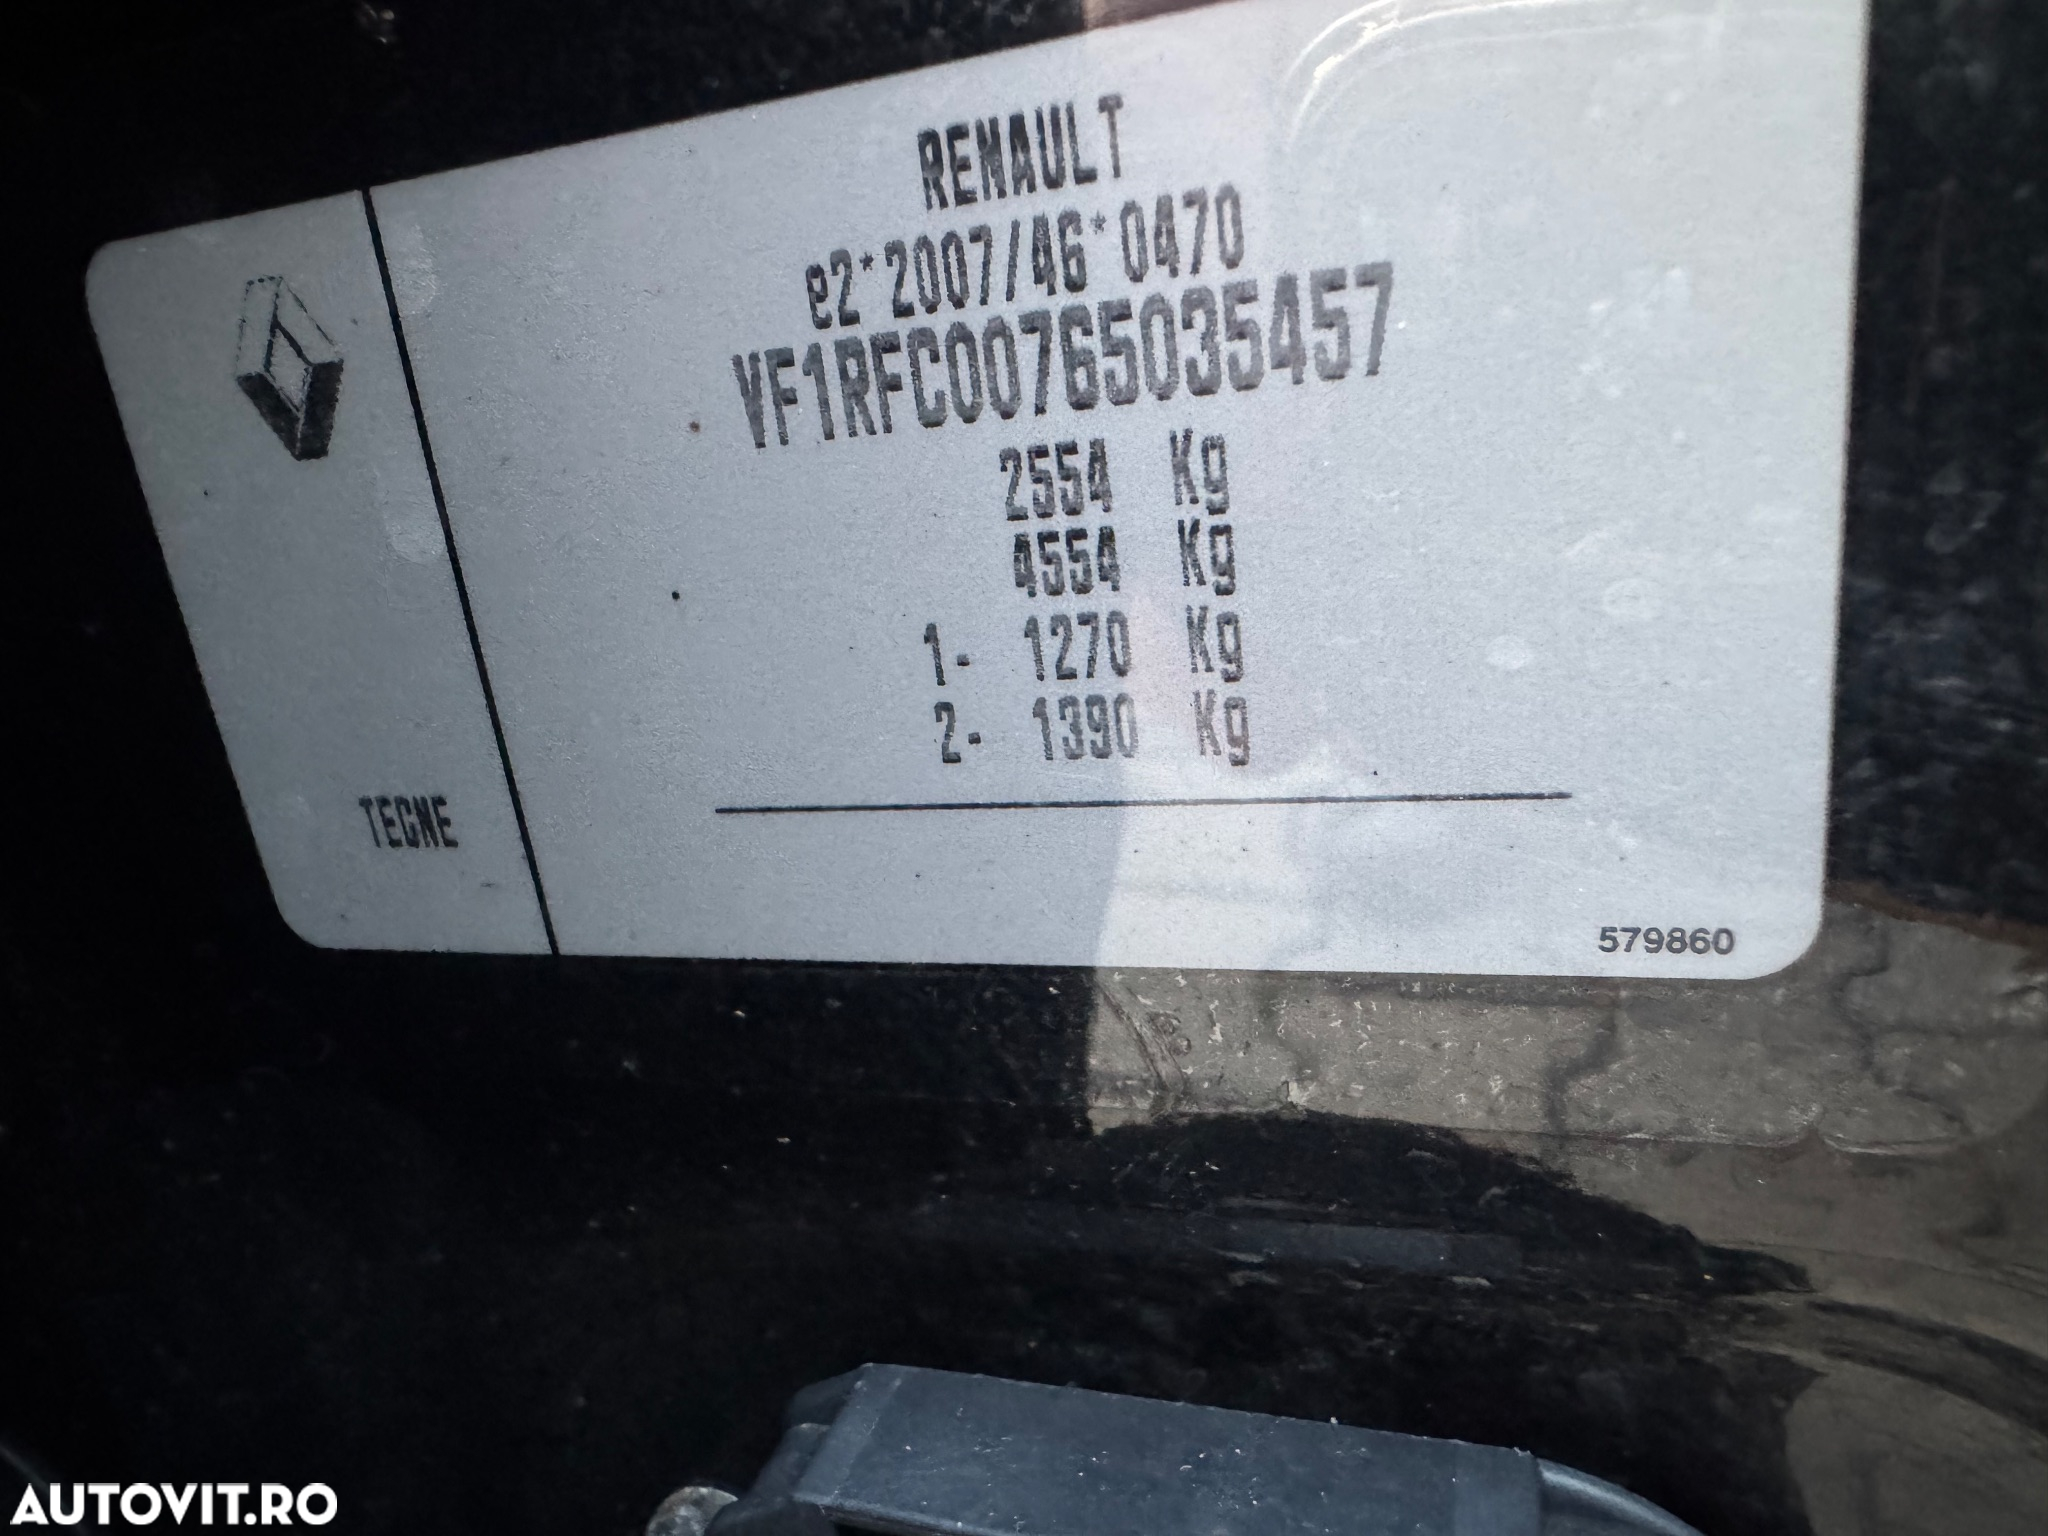 RENAULT
e2*2007/46*0470
VF1RFC00765035457
2554 Kg
4554 Kg
1- 1270 Kg
2- 1390 Kg
TECNE
579860
AUTOVIT.RO